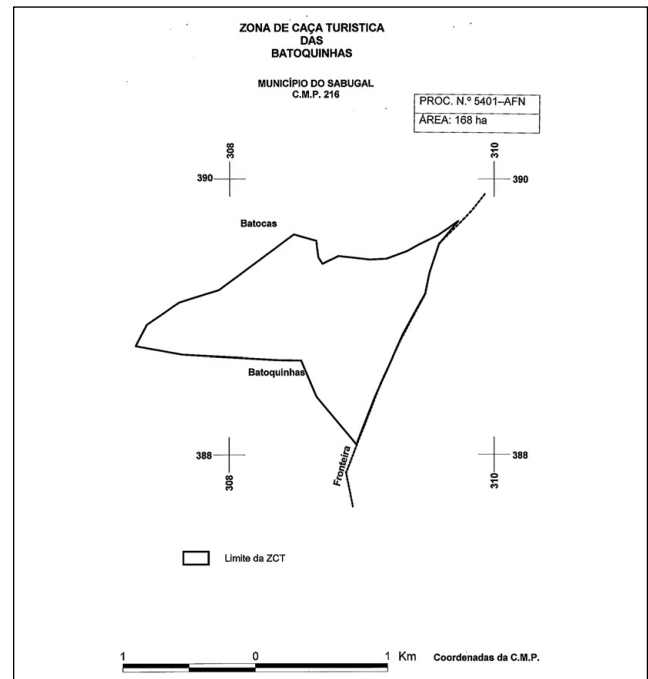 ZONA DE CAÇA TURISTICA
DAS
BATOQUINHAS
MUNICÍPIO DO SABUGAL
C.M.P. 216
PROC. N.º 5401–AFN
ÁREA: 168 ha
308
310
390
390
Batocas
Batoquinhas
Fronteira
388
388
308
310
Limite da ZCT
1
0
1
Km
Coordenadas da C.M.P.